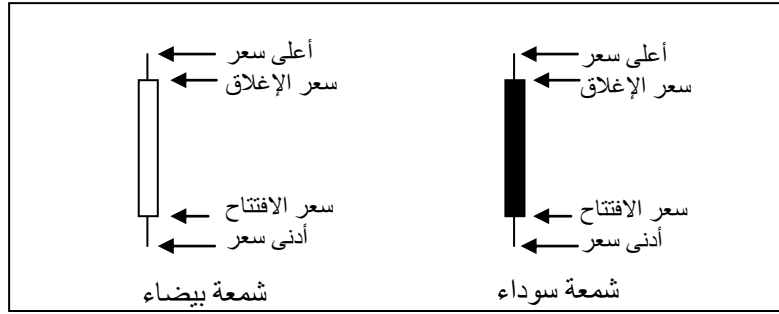 أعلى سعر
سعر الإغلاق
سعر الافتتاح
أدنى سعر
شمعة سوداء
أعلى سعر
سعر الإغلاق
سعر الافتتاح
أدنى سعر
شمعة بيضاء